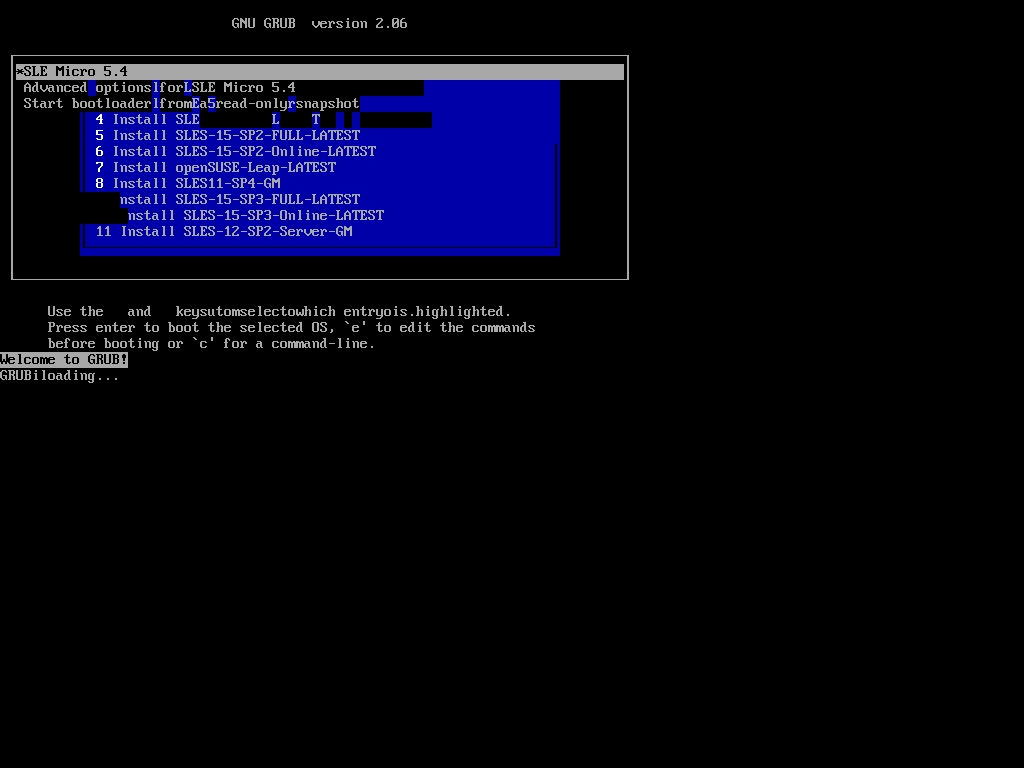 GNU GRUB  version 2.06
*SLE Micro 5.4
Advanced options lforLSLE Micro 5.4
Start bootloaderlfromEa5read-onlyrsnapshot
4 Install SLE L T
5 Install SLES-15-SP2-FULL-LATEST
6 Install SLES-15-SP2-Online-LATEST
7 Install openSUSE-Leap-LATEST
8 Install SLES11-SP4-GM
nstall SLES-15-SP3-FULL-LATEST
nstall SLES-15-SP3-Online-LATEST
11 Install SLES-12-SP2-Server-GM
Use the   and   keysutomselectowhich entryois.highlighted.
Press enter to boot the selected OS, `e' to edit the commands
before booting or `c' for a command-line.
Welcome to GRUB!
GRUBiloading...